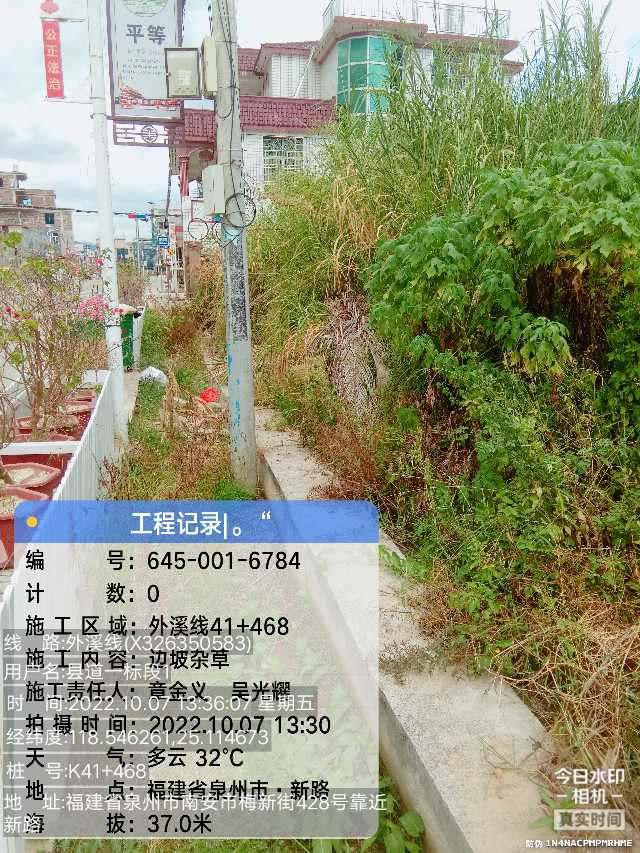 公正法治
平等
工程记录|。“
编号：645-001-6784
计数：0
施工区域：外溪线41+468
线 路:外溪线(X326350583)
施工内容：边坡杂草
用户名:县道一标段1
施工责任人：章金义 吴光耀
时 间:2022.10.07 13:36:07 星期五
拍摄时间：2022.10.07 13:30
经纬度:118.546261,25.114673
天气：多云 32℃
桩 号:K41+468
地点：福建省泉州市·新路
地 址:福建省泉州市南安市梅新街428号靠近
新路
海拔：37.0米
今日水印
-相机-
真实时间
防伪 1N4NACPMPMRHME